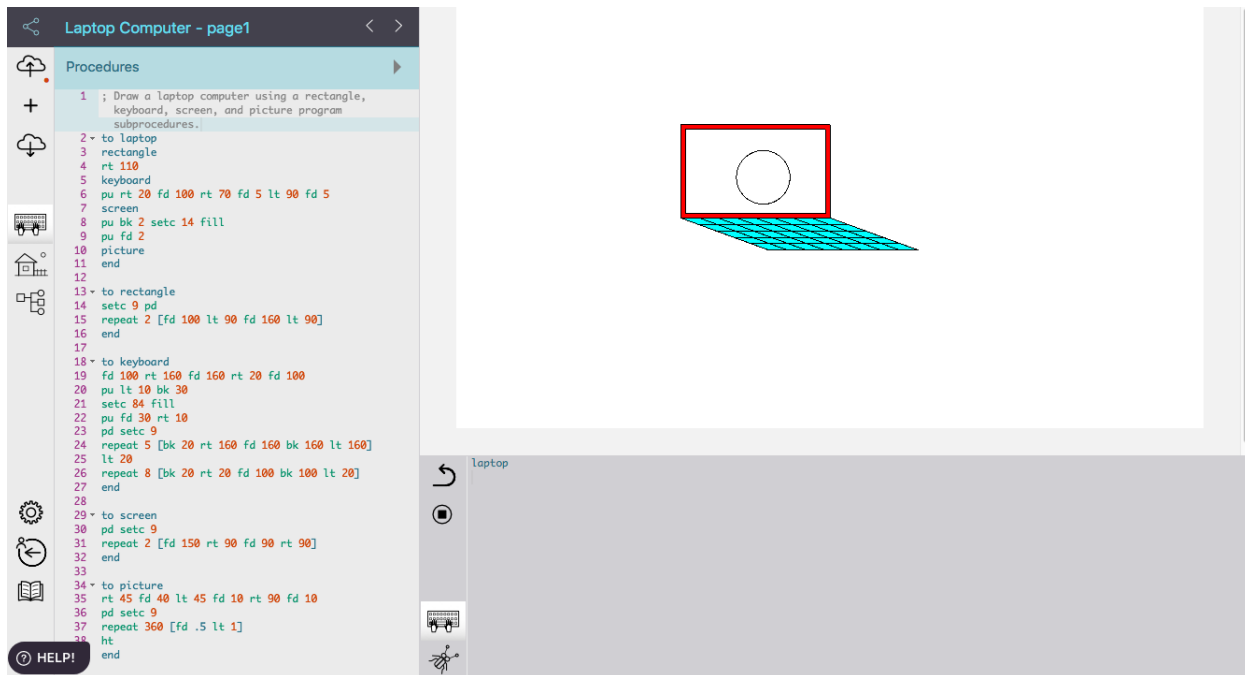 Laptop Computer - page1
Procedures
1 ; Draw a laptop computer using a rectangle,
keyboard, screen, and picture program
subprocedures.
2 to laptop
3 rectangle
4 rt 110
5 keyboard
6 pu rt 20 fd 100 rt 70 fd 5 lt 90 fd 5
7 screen
8 pu bk 2 setc 14 fill
9 pu fd 2
10 picture
11 end
12
13 to rectangle
14 setc 9 pd
15 repeat 2 [fd 100 lt 90 fd 160 lt 90]
16 end
17
18 to keyboard
19 fd 100 rt 160 fd 160 rt 20 fd 100
20 pu lt 10 bk 30
21 setc 84 fill
22 pu fd 30 rt 10
23 pd setc 9
24 repeat 5 [bk 20 rt 160 fd 160 bk 160 lt 160]
25 lt 20
26 repeat 8 [bk 20 rt 20 fd 100 bk 100 lt 20]
27 end
28
29 to screen
30 pd setc 9
31 repeat 2 [fd 150 rt 90 fd 90 rt 90]
32 end
33
34 to picture
35 rt 45 fd 40 lt 45 fd 10 rt 90 fd 10
36 pd setc 9
37 repeat 360 [fd .5 lt 1]
38 ht
end
HELP!
laptop